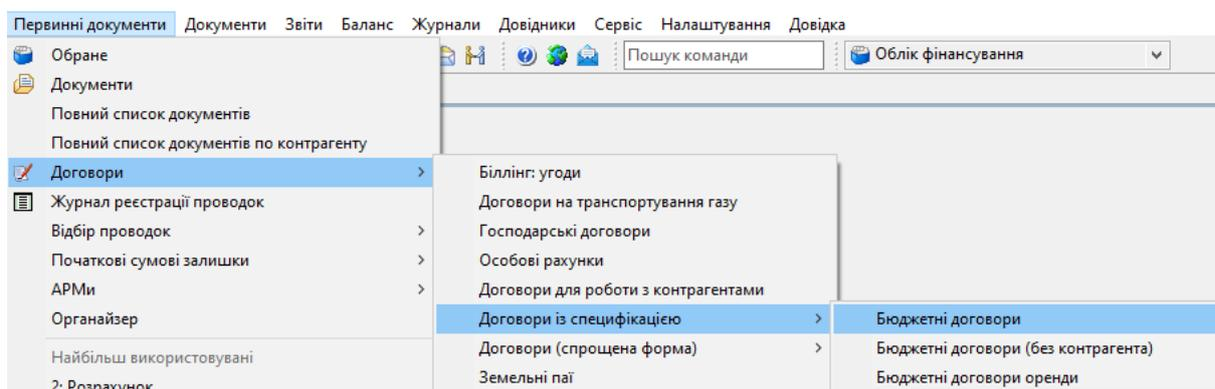 Первинні документи Документи Звіти Баланс Журнали Довідники Сервіс Налаштування Довідка
Обране
Пошук команди
Облік фінансування
Документи
Повний список документів
Повний список документів по контрагенту
Договори
Журнал реєстрації проводок
Відбір проводок
Початкові сумові залишки
АРМи
Органайзер
Найбільш використовувані
2: Розрахунок
Біллінг: угоди
Договори на транспортування газу
Господарські договори
Особові рахунки
Договори для роботи з контрагентами
Договори із специфікацією
Договори (спрощена форма)
Земельні паї
Бюджетні договори
Бюджетні договори (без контрагента)
Бюджетні договори оренди